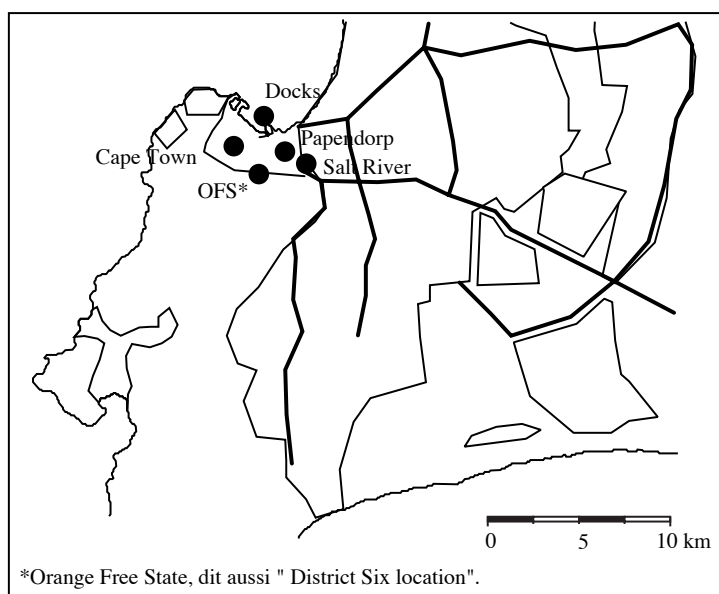 Docks
Papendorp
Cape Town
Salt River
OFS*
0 5 10 km
*Orange Free State, dit aussi " District Six location".